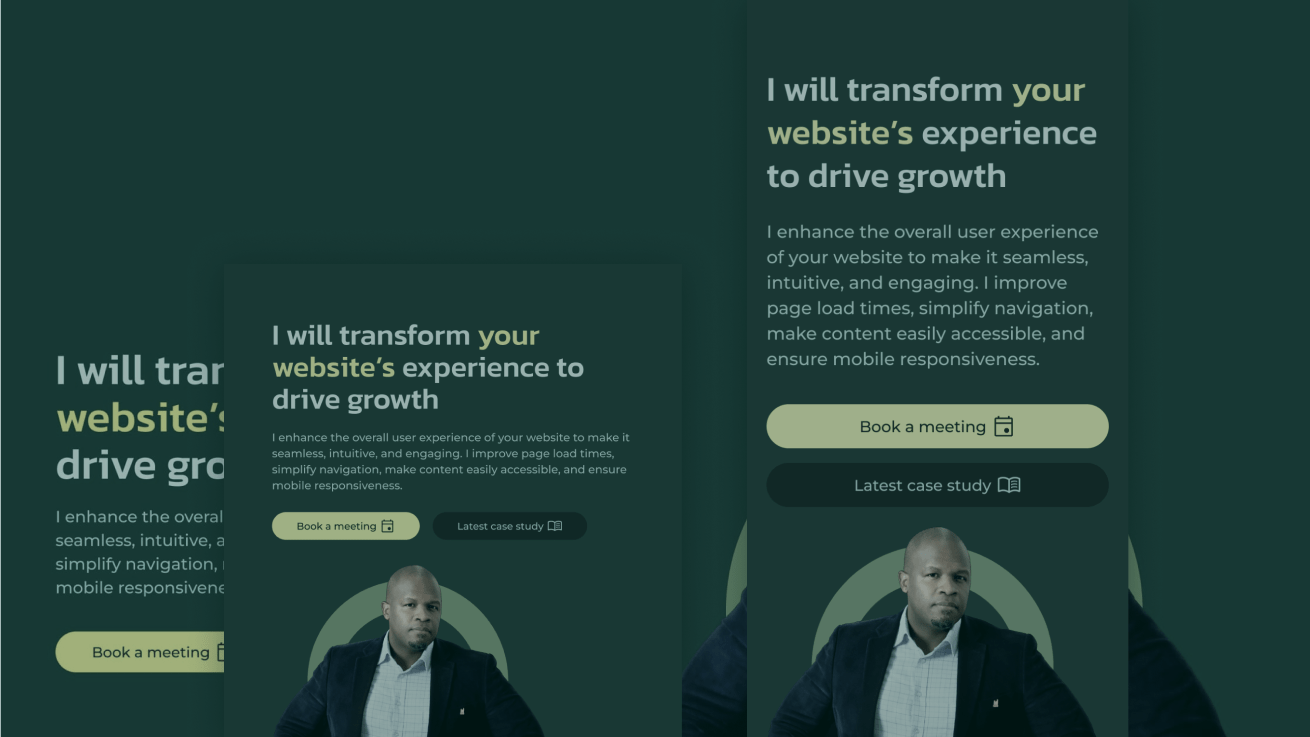 I will tran
website's
drive gro
I enhance the overal
seamless, intuitive, a
simplify navigation,
mobile responsivene
Book a meeting
I will transform your
website’s experience to
drive growth
I enhance the overall user experience of your website to make it
seamless, intuitive, and engaging. I improve page load times,
simplify navigation, make content easily accessible, and ensure
mobile responsiveness.
Book a meeting
Latest case study
I will transform your
website’s experience
to drive growth
I enhance the overall user experience
of your website to make it seamless,
intuitive, and engaging. I improve
page load times, simplify navigation,
make content easily accessible, and
ensure mobile responsiveness.
Book a meeting
Latest case study